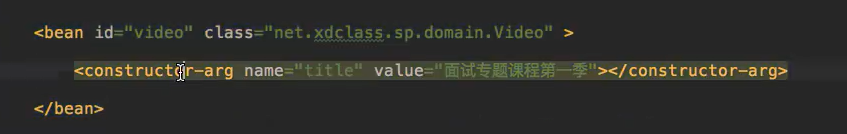 <bean id="video" class="net.xdclass.sp.domain.Video" >
<constructor-arg name="title" value="面试专题课程第一季"></constructor-arg>
</bean>